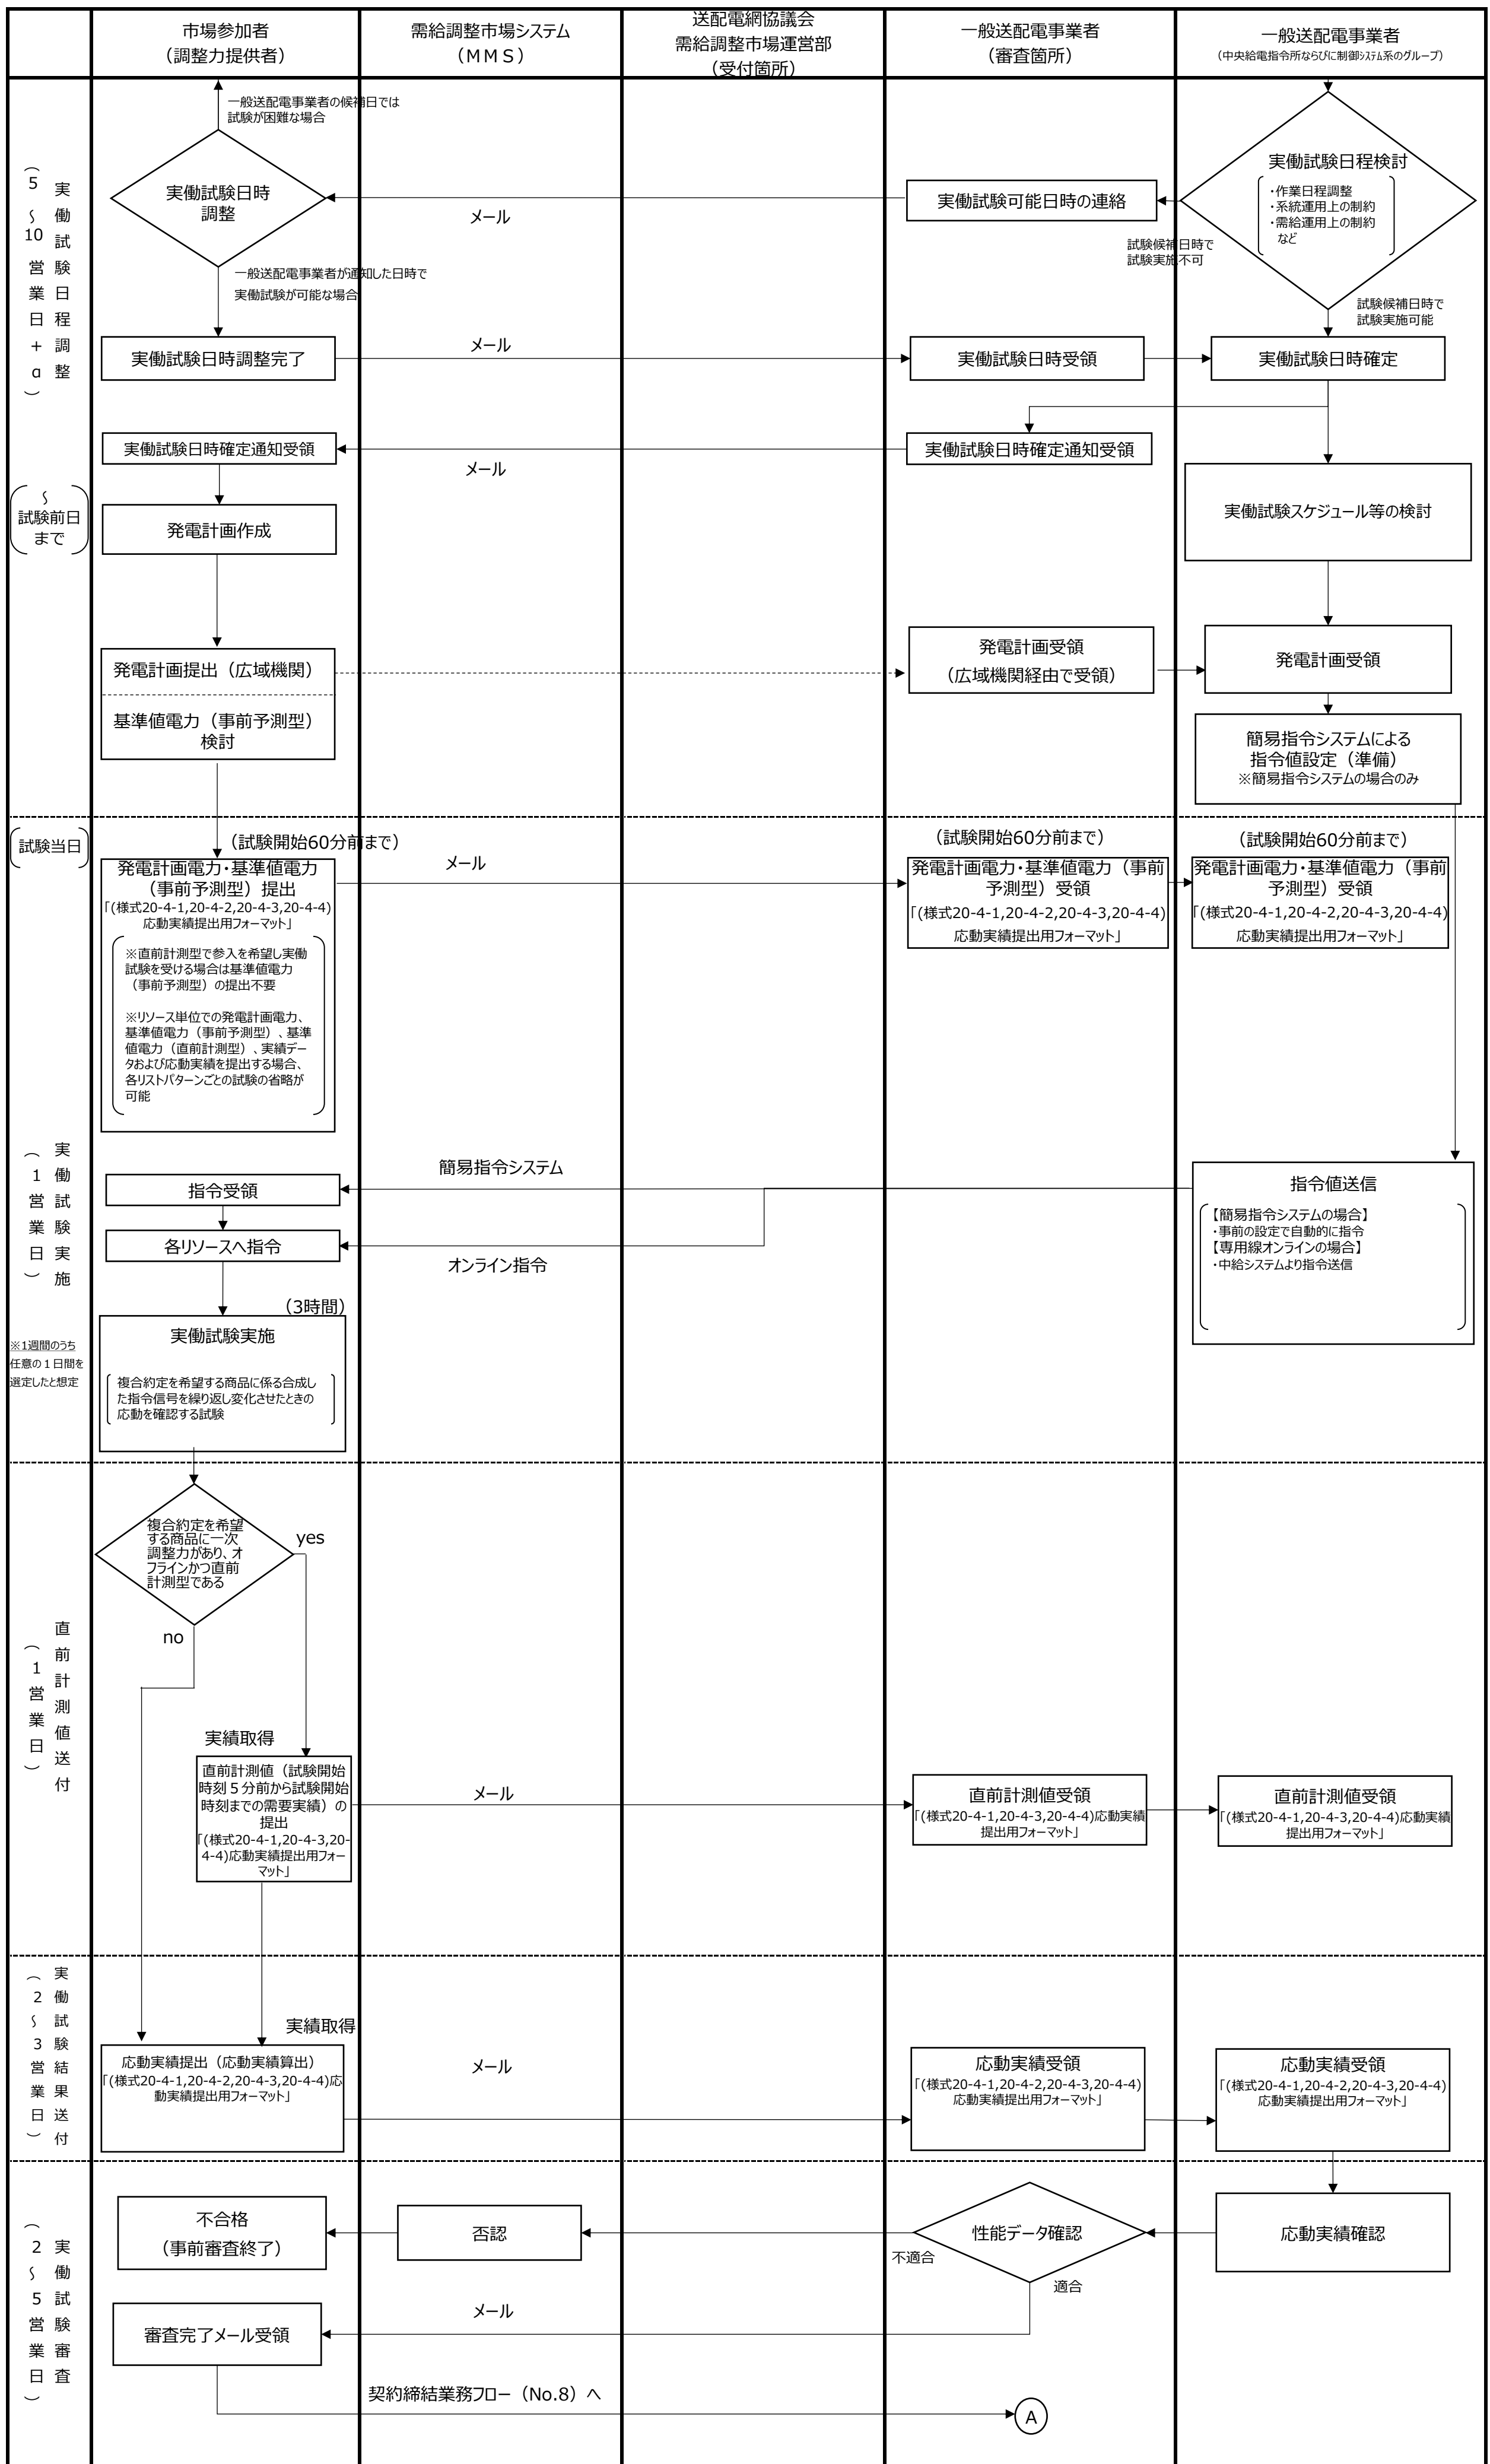 市場参加者
（調整力提供者）
需給調整市場システム
（ＭＭＳ）
送配電網協議会
需給調整市場運営部
（受付箇所）
一般送配電事業者
（審査箇所）
一般送配電事業者
（中央給電指令所ならびに制御ｼｽﾃﾑ系のグループ）
実働試験日程調整
（5～10営業日＋α）
一般送配電事業者の候補日では
試験が困難な場合
実働試験日時
調整
メール
実働試験可能日時の連絡
実働試験日程検討
・作業日程調整
・系統運用上の制約
・需給運用上の制約
など
試験候補日時で
試験実施不可
一般送配電事業者が通知した日時で
実働試験が可能な場合
試験候補日時で
試験実施可能
実働試験日時調整完了
メール
実働試験日時受領
実働試験日時確定
実働試験日時確定通知受領
メール
実働試験日時確定通知受領
～
試験前日
まで
発電計画作成
実働試験スケジュール等の検討
発電計画提出（広域機関）
基準値電力（事前予測型）
検討
発電計画受領
（広域機関経由で受領）
発電計画受領
簡易指令システムによる
指令値設定（準備）
※簡易指令システムの場合のみ
試験当日
（試験開始60分前まで）
メール
（試験開始60分前まで）
（試験開始60分前まで）
発電計画電力・基準値電力
（事前予測型）提出
「(様式20-4-1,20-4-2,20-4-3,20-4-4)
応動実績提出用フォーマット」
※直前計測型で参入を希望し実働
試験を受ける場合は基準値電力
（事前予測型）の提出不要
※リソース単位での発電計画電力、
基準値電力（事前予測型）、基準
値電力（直前計測型）、実績デー
タおよび応動実績を提出する場合、
各リストパターンごとの試験の省略が
可能
発電計画電力・基準値電力（事前
予測型）受領
「(様式20-4-1,20-4-2,20-4-3,20-4-4)
応動実績提出用フォーマット」
発電計画電力・基準値電力（事前
予測型）受領
「(様式20-4-1,20-4-2,20-4-3,20-4-4)
応動実績提出用フォーマット」
実働試験実施
（1営業日）
※1週間のうち
任意の１日間を
選定したと想定
簡易指令システム
指令受領
各リソースへ指令
オンライン指令
指令値送信
【簡易指令システムの場合】
・事前の設定で自動的に指令
【専用線オンラインの場合】
・中給システムより指令送信
（3時間）
実働試験実施
複合約定を希望する商品に係る合成し
た指令信号を繰り返し変化させたときの
応動を確認する試験
直前計測値送付
（1営業日）
複合約定を希望
する商品に一次
調整力があり、オ
フラインかつ直前
計測型である
yes
no
実績取得
直前計測値（試験開始
時刻５分前から試験開始
時刻までの需要実績）の
提出
「(様式20-4-1,20-4-3,20-
4-4)応動実績提出用フォー
マット」
メール
直前計測値受領
「(様式20-4-1,20-4-3,20-4-4)応動実績
提出用フォーマット」
直前計測値受領
「(様式20-4-1,20-4-3,20-4-4)応動実績
提出用フォーマット」
実働試験結果送付
（2～3営業日）
実績取得
応動実績提出（応動実績算出）
「(様式20-4-1,20-4-2,20-4-3,20-4-4)応
動実績提出用フォーマット」
メール
応動実績受領
「(様式20-4-1,20-4-2,20-4-3,20-4-4)
応動実績提出用フォーマット」
応動実績受領
「(様式20-4-1,20-4-2,20-4-3,20-4-4)
応動実績提出用フォーマット」
実働試験審査
（2～5営業日）
不合格
（事前審査終了）
否認
性能データ確認
不適合
適合
応動実績確認
審査完了メール受領
メール
契約締結業務フロー（No.8）へ
A